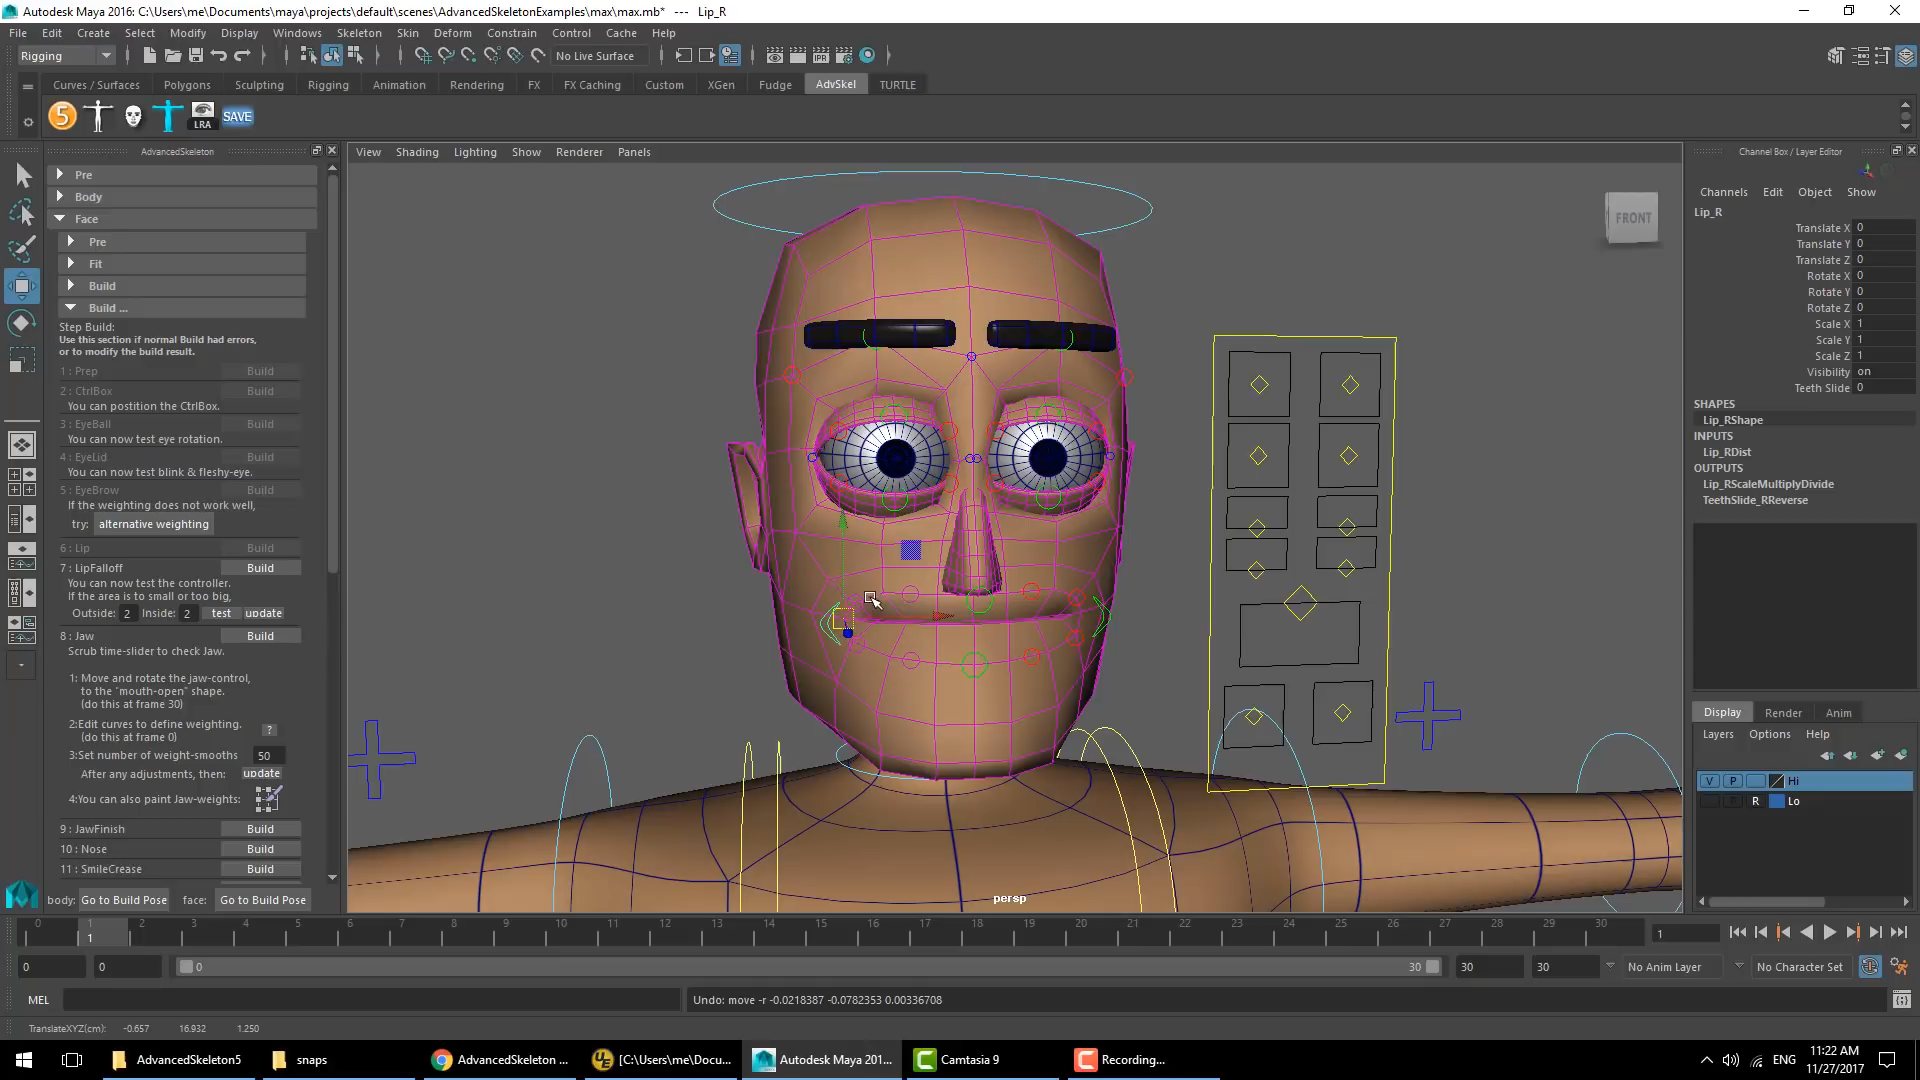 Autodesk Maya 2016: C:\Users\me\Documents\maya\projects\default\scenes\AdvancedSkeletonExamples\max\max.mb* --- Lip_R
File Edit Create Select Modify Display Windows Skeleton Skin Deform Constrain Control Cache Help
Rigging
No Live Surface
IPR
Curves / Surfaces Polygons Sculpting Rigging Animation Rendering FX FX Caching Custom XGen Fudge AdvSkel TURTLE
5
LRA
SAVE
AdvancedSkeleton
View Shading Lighting Show Renderer Panels
Channel Box / Layer Editor
Pre
Body
Face
Pre
Fit
Build
Build ...
Step Build:
Use this section if normal Build had errors,
or to modify the build result.
1 : Prep Build
2 : CtrlBox Build
You can postition the CtrlBox.
3 : EyeBall Build
You can now test eye rotation.
4 : EyeLid Build
You can now test blink & fleshy-eye.
5 : EyeBrow Build
If the weighting does not work well,
try: alternative weighting
6 : Lip Build
7 : LipFalloff Build
You can now test the controller.
If the area is to small or too big,
Outside: 2 Inside: 2 test update
8 : Jaw Build
Scrub time-slider to check Jaw.
1: Move and rotate the jaw-control,
to the "mouth-open" shape.
(do this at frame 30)
2:Edit curves to define weighting. ?
(do this at frame 0)
3:Set number of weight-smooths 50
After any adjustments, then: update
4:You can also paint Jaw-weights:
9 : JawFinish Build
10 : Nose Build
11 : SmileCrease Build
body: Go to Build Pose face: Go to Build Pose
FRONT
persp
Channels Edit Object Show
Lip_R
Translate X 0
Translate Y 0
Translate Z 0
Rotate X 0
Rotate Y 0
Rotate Z 0
Scale X 1
Scale Y 1
Scale Z 1
Visibility on
Teeth Slide 0
SHAPES
Lip_RShape
INPUTS
Lip_RDist
OUTPUTS
Lip_RScaleMultiplyDivide
TeethSlide_RReverse
Display Render Anim
Layers Options Help
V P Hi
R Lo
0 1 2 3 4 5 6 7 8 9 10 11 12 13 14 15 16 17 18 19 20 21 22 23 24 25 26 27 28 29 30
1
1
0 0 0 30 30 30 No Anim Layer No Character Set
MEL
Undo: move -r -0.0218387 -0.0782353 0.00336708
TranslateXYZ(cm): -0.657 16.932 1.250
AdvancedSkeleton5
snaps
AdvancedSkeleton ...
[C:\Users\me\Docu...
Autodesk Maya 201...
Camtasia 9
Recording...
ENG
11:22 AM
11/27/2017